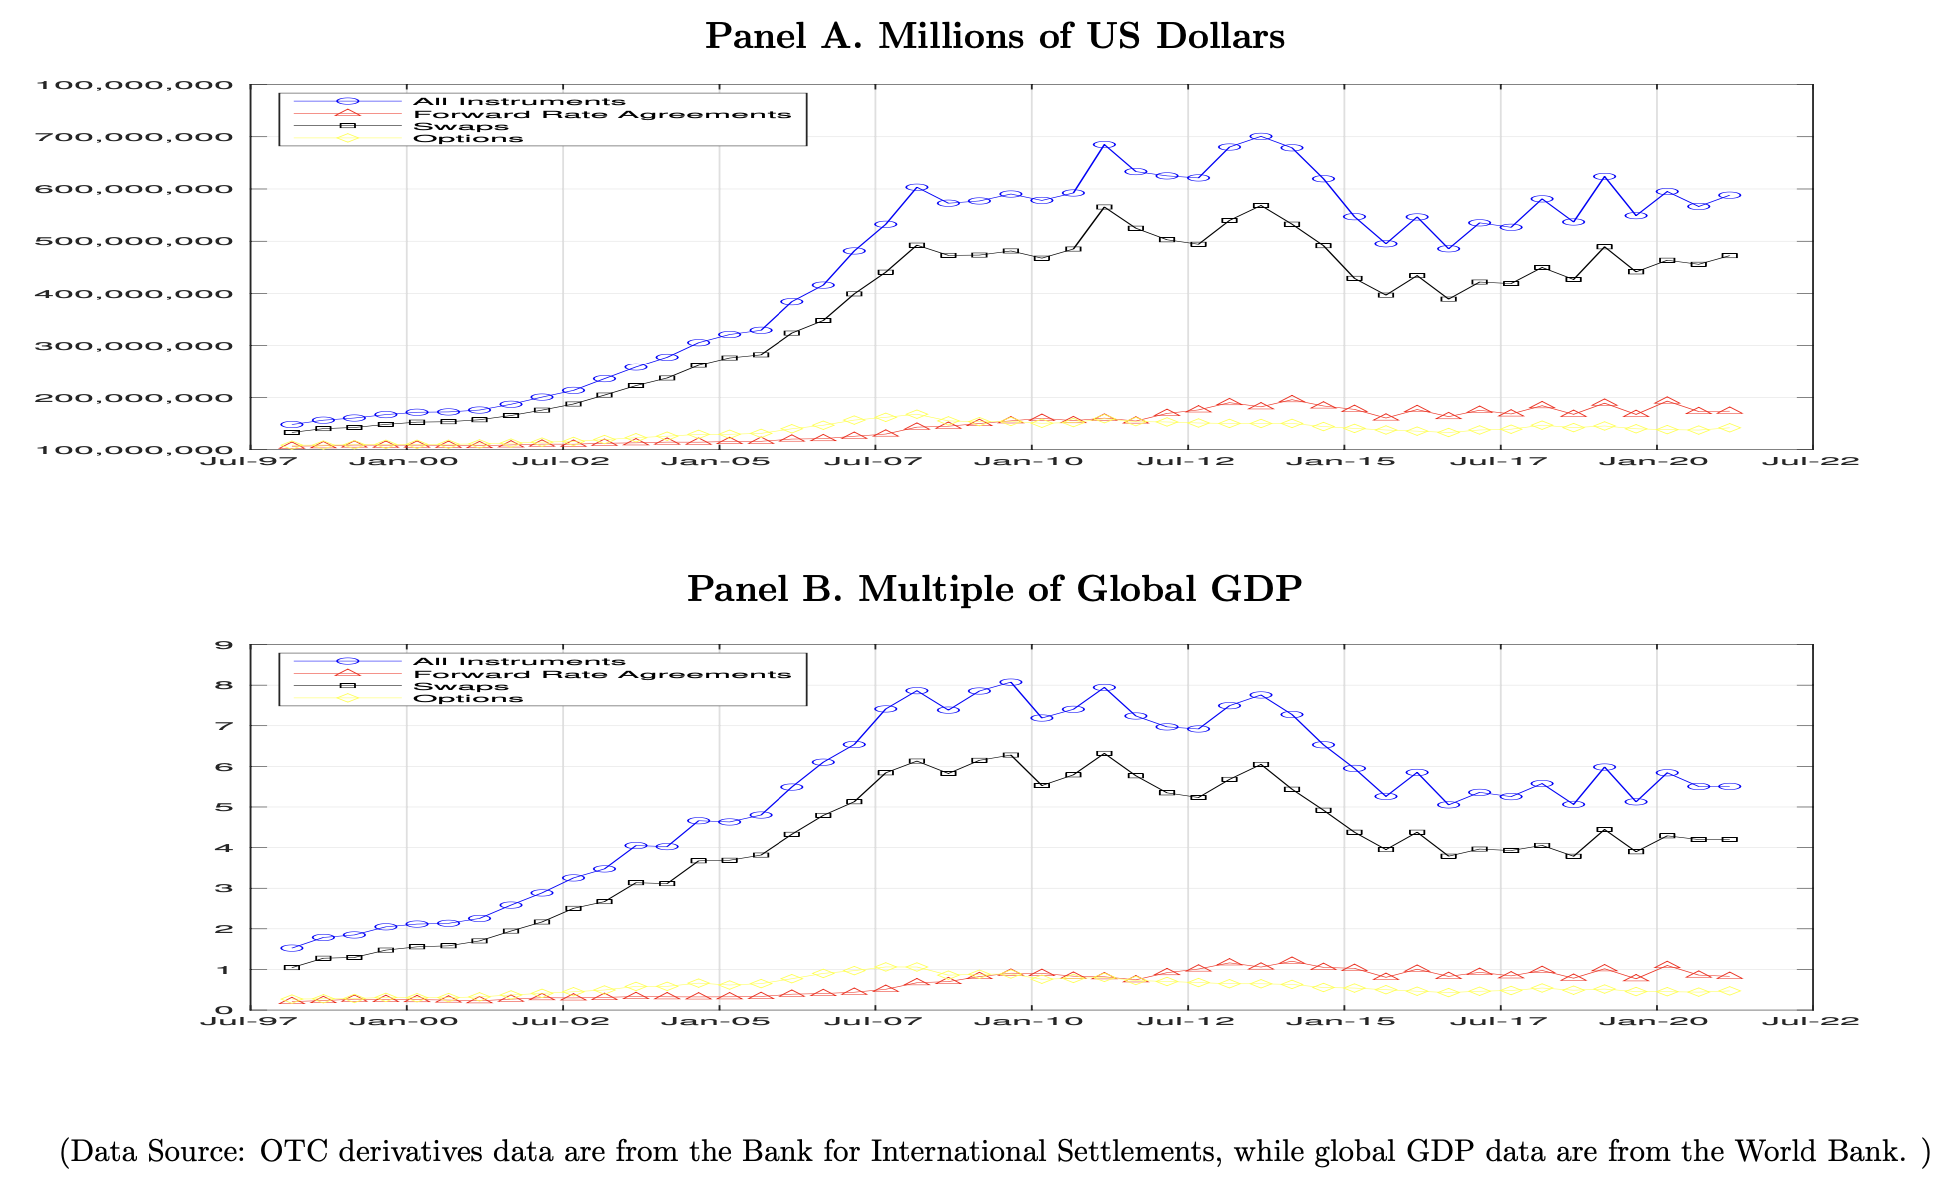 Panel A. Millions of US Dollars
100,000,000
All Instruments
Forward Rate Agreements
Swaps
Options
700,000,000
600,000,000
500,000,000
400,000,000
300,000,000
200,000,000
100,000,000
Jul-97 Jan-00 Jul-02 Jan-05 Jul-07 Jan-10 Jul-12 Jan-15 Jul-17 Jan-20 Jul-22
Panel B. Multiple of Global GDP
9
All Instruments
Forward Rate Agreements
Swaps
Options
8
7
6
5
4
3
2
1
0
Jul-97 Jan-00 Jul-02 Jan-05 Jul-07 Jan-10 Jul-12 Jan-15 Jul-17 Jan-20 Jul-22
(Data Source: OTC derivatives data are from the Bank for International Settlements, while global GDP data are from the World Bank. )